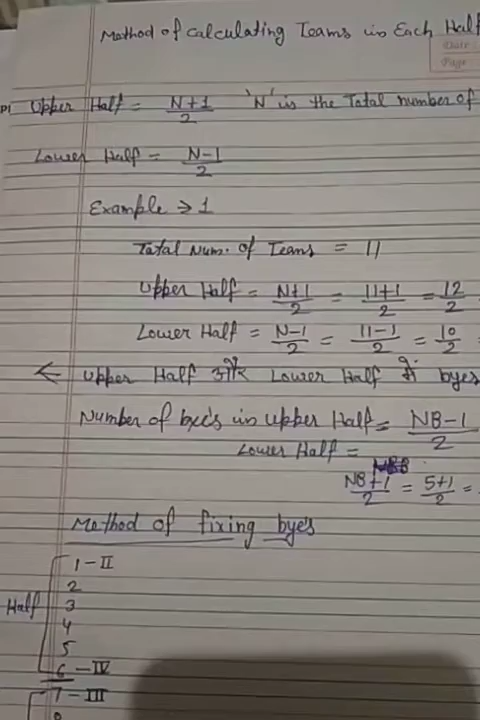 Method of Calculating Teams in Each Half
Date
Page
Upper Half = N+1/2 'N' is the Total number of
Lower Half = N-1/2
Example → 1
Total Num. of Teams = 11
Upper Half = N+1/2 = 11+1/2 = 12/2
Lower Half = N-1/2 = 11-1/2 = 10/2 =
← Upper Half और Lower Half में byes
Number of bye's in Upper Half = NB-1/2
Lower Half =
NB+1/2 = 5+1/2 =
Method of fixing bye's
1-II
2
Half 3
4
5
6-IV
7-III
8